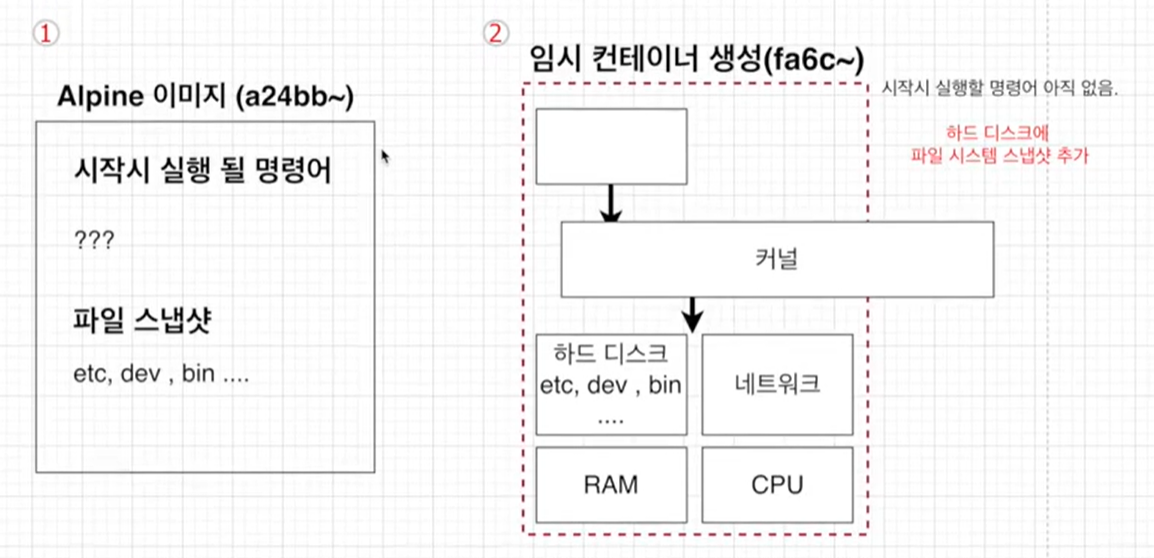 1
Alpine 이미지 (a24bb~)
시작시 실행 될 명령어
???
파일 스냅샷
etc, dev , bin ....
2
임시 컨테이너 생성(fa6c~)
시작시 실행할 명령어 아직 없음.
하드 디스크에
파일 시스템 스냅샷 추가
커널
하드 디스크
etc, dev , bin
....
네트워크
RAM
CPU